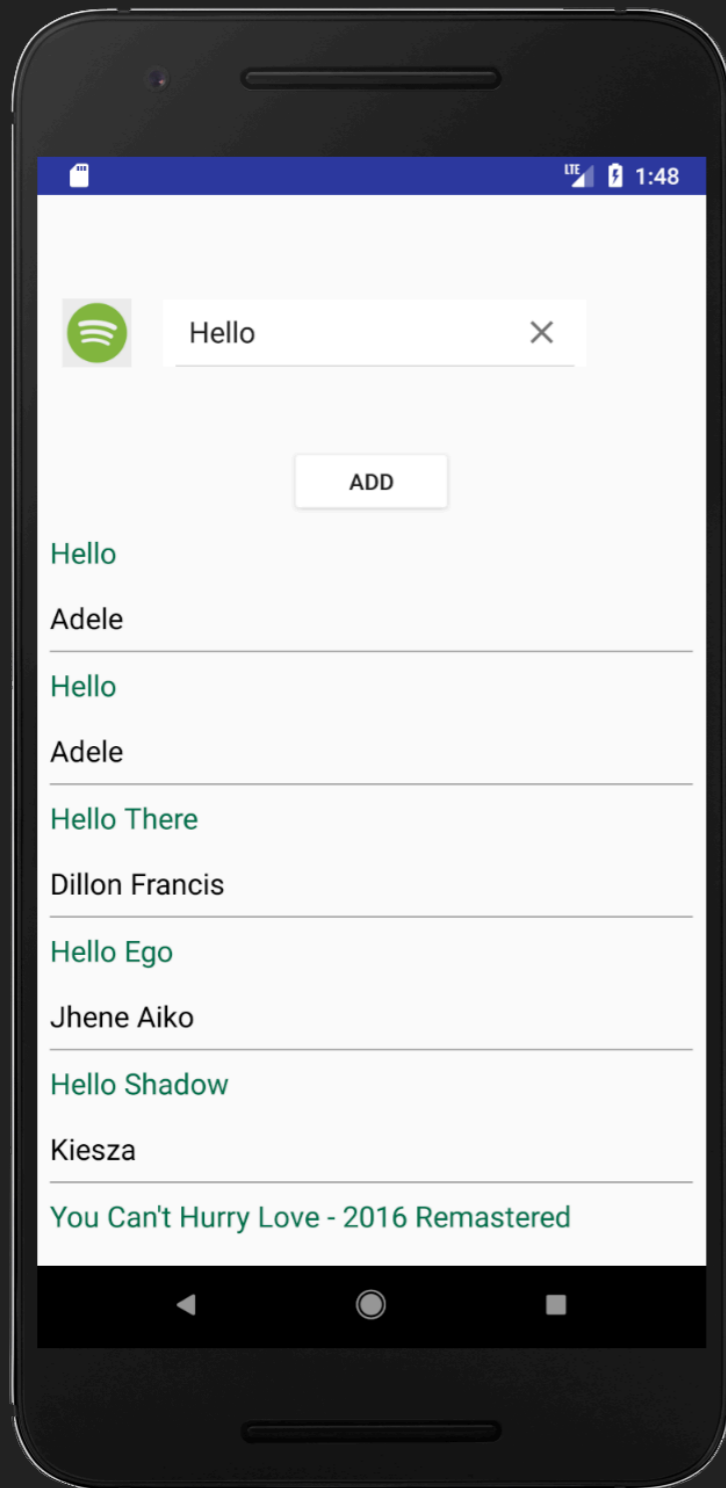 LTE 1:48
Hello
ADD
Hello
Adele
Hello
Adele
Hello There
Dillon Francis
Hello Ego
Jhene Aiko
Hello Shadow
Kiesza
You Can't Hurry Love - 2016 Remastered